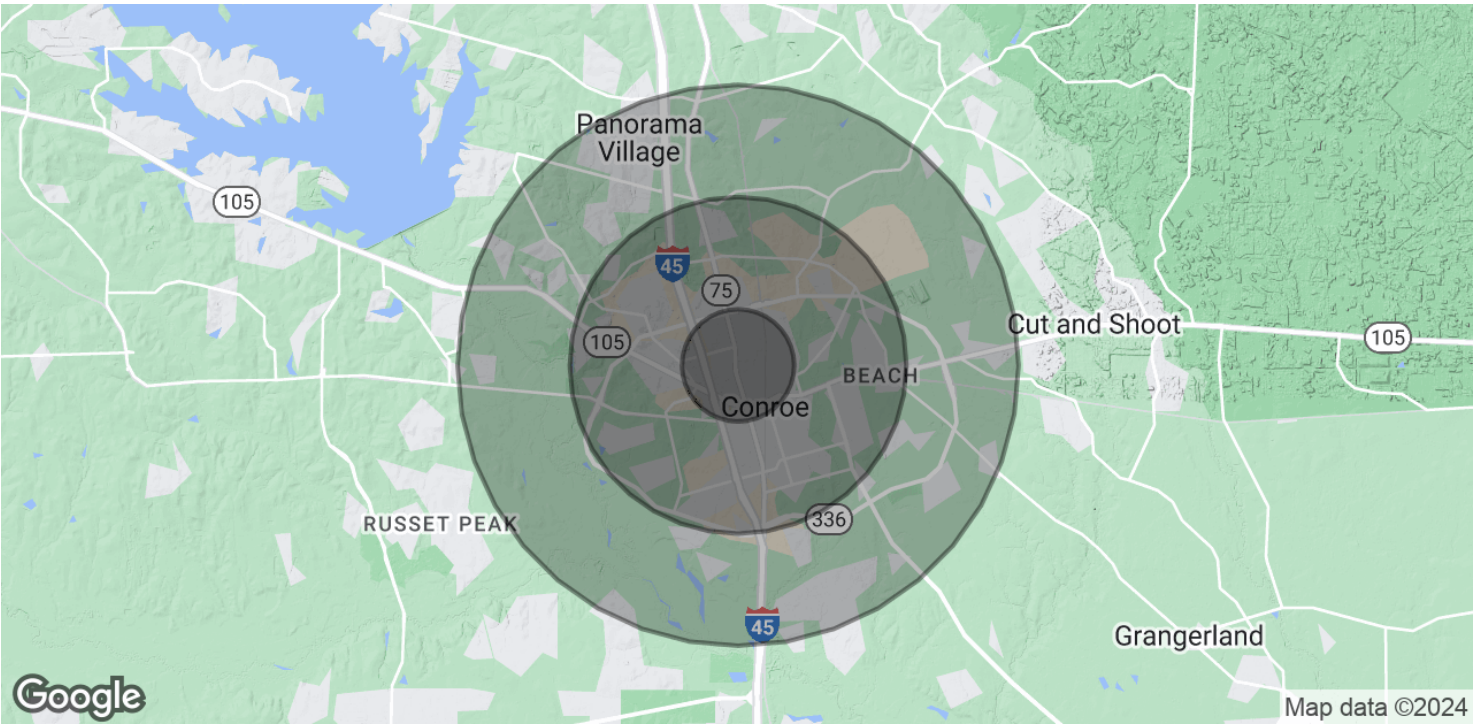 Panorama
Village
105
45
75
Cut and Shoot
105
105
BEACH
Conroe
RUSSET PEAK
336
45
Grangerland
Google
Map data ©2024